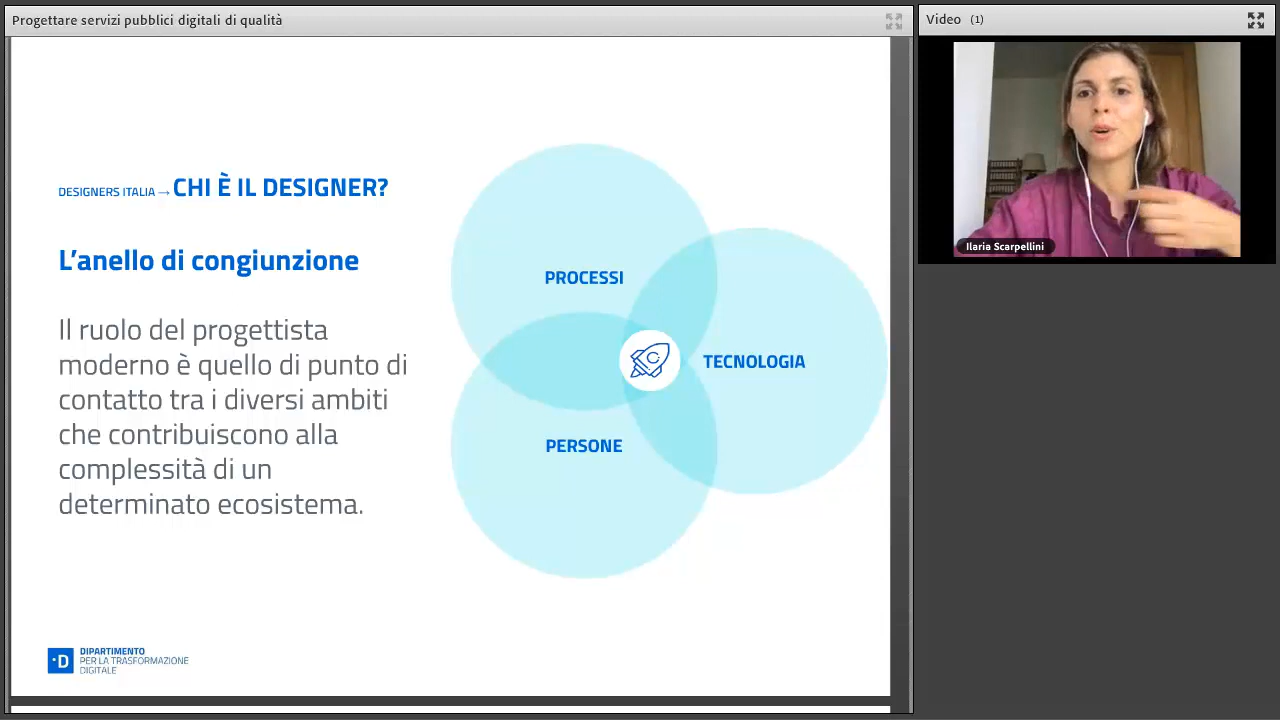 Progettare servizi pubblici digitali di qualità
Video (1)
DESIGNERS ITALIA → CHI È IL DESIGNER?
L’anello di congiunzione
Il ruolo del progettista
moderno è quello di punto di
contatto tra i diversi ambiti
che contribuiscono alla
complessità di un
determinato ecosistema.
PROCESSI
TECNOLOGIA
PERSONE
Ilaria Scarpellini
·D
DIPARTIMENTO
PER LA TRASFORMAZIONE
DIGITALE